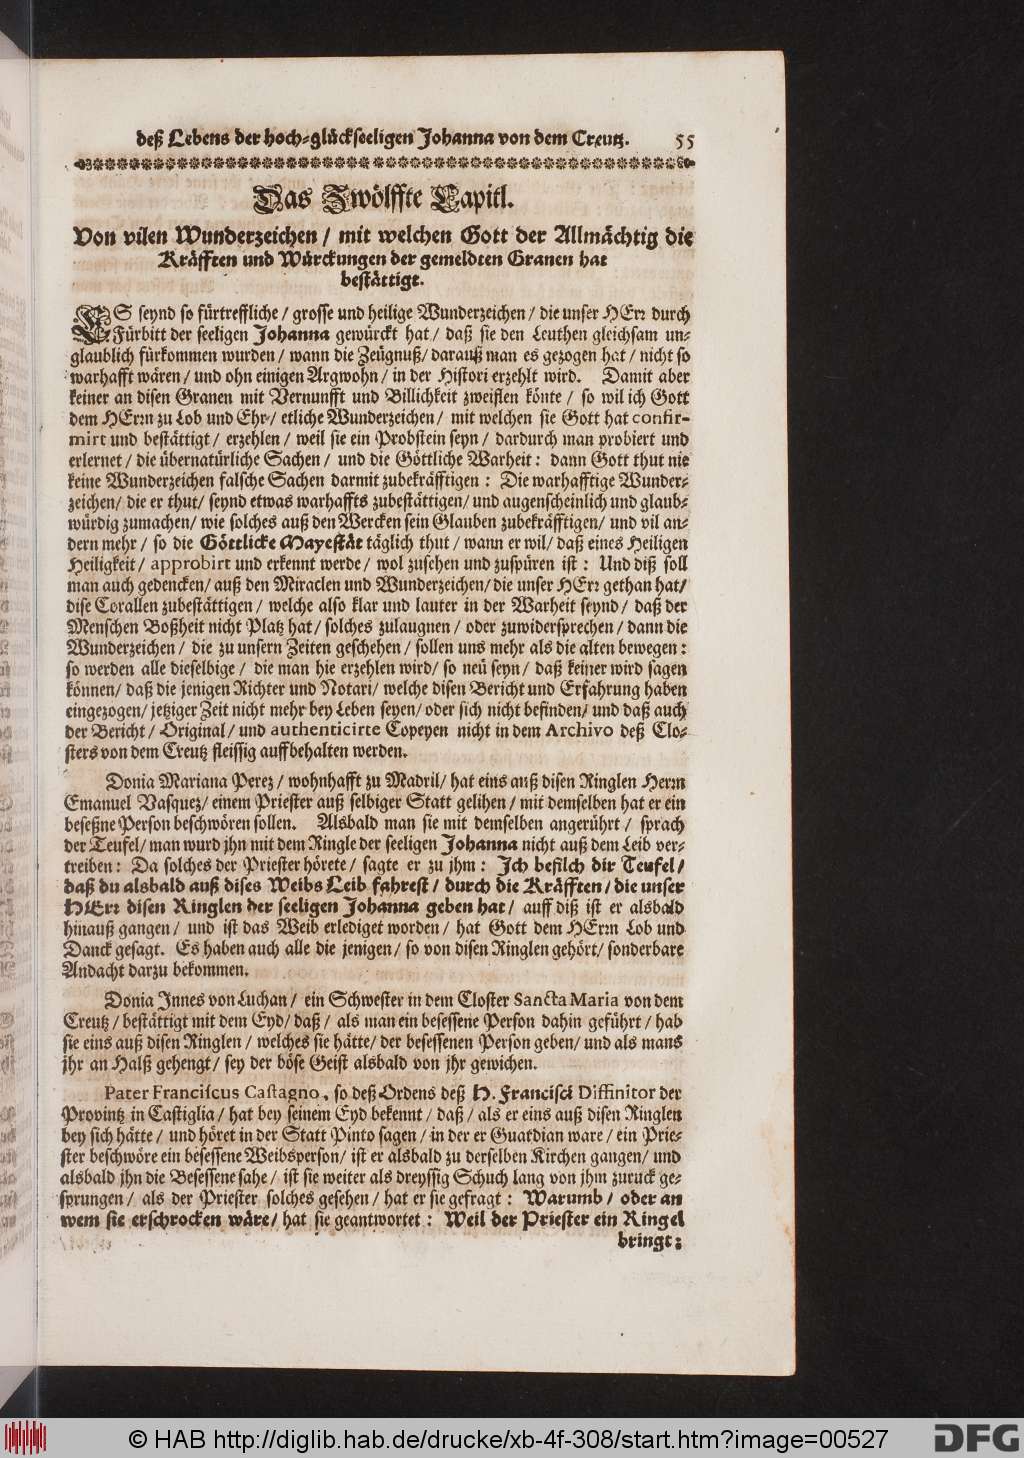 deß Lebens der hoch-glückseeligen Johanna von dem Creutz. 55
Das Zwölffte Capitl.
Von vilen Wunderzeichen / mit welchen Gott der Allmächtig die
Kräfften und Würckungen der gemeldten Granen hat
bestättigt.
ES seynd so fürtreffliche / grosse und heilige Wunderzeichen / die unser HErr durch
Fürbitt der seeligen Johanna gewürckt hat / daß sie den Leuthen gleichsam un-
glaublich fürkommen wurden / wann die Zeügnuß / darauß man es gezogen hat / nicht so
warhafft wären / und ohn einigen Argwohn / in der Histori erzehlt wird. Damit aber
keiner an disen Granen mit Vernunfft und Billichkeit zweiflen könte / so wil ich Gott
dem HErrn zu Lob und Ehr / etliche Wunderzeichen / mit welchen sie Gott hat confir-
mirt und bestättigt / erzehlen / weil sie ein Probstein seyn / dardurch man probiert und
erlernet / die übernatürliche Sachen / und die Göttliche Warheit : dann Gott thut nie
keine Wunderzeichen falsche Sachen darmit zubekräfftigen : Die warhafftige Wunder-
zeichen / die er thut / seynd etwas warhaffts zubestättigen / und augenscheinlich und glaub-
würdig zumachen / wie solches auß den Wercken sein Glauben zubekräfftigen / und vil an-
dern mehr / so die Göttlicke Mayestät täglich thut / wann er wil / daß eines Heiligen
Heiligkeit / approbirt und erkennt werde / wol zusehen und zuspüren ist : Und diß soll
man auch gedencken / auß den Miraclen und Wunderzeichen / die unser HErr gethan hat /
dise Corallen zubestättigen / welche also klar und lauter in der Warheit seynd / daß der
Menschen Boßheit nicht Platz hat / solches zulaugnen / oder zuwidersprechen / dann die
Wunderzeichen / die zu unsern Zeiten geschehen / sollen uns mehr als die alten bewegen :
so werden alle dieselbige / die man hie erzehlen wird / so neü seyn / daß keiner wird sagen
können / daß die jenigen Richter und Notari / welche disen Bericht und Erfahrung haben
eingezogen / jetziger Zeit nicht mehr bey Leben seyen / oder sich nicht befinden / und daß auch
der Bericht / Original / und authenticirte Copeyen nicht in dem Archivo deß Clo-
sters von dem Creutz fleissig auffbehalten werden.
Donia Mariana Perez / wohnhafft zu Madril / hat eins auß disen Ringlen Herrn
Emanuel Vasquez / einem Priester auß selbiger Statt gelihen / mit demselben hat er ein
beseßne Person beschwören sollen. Alsbald man sie mit demselben angerührt / sprach
der Teufel / man wurd jhn mit dem Ringle der seeligen Johanna nicht auß dem Leib ver-
treiben : Da solches der Priester hörete / sagte er zu jhm : Ich befilch dir Teufel /
daß du alsbald auß dises Weibs Leib fahrest / durch die Kräfften / die unser
HErr disen Ringlen der seeligen Johanna geben hat / auff diß ist er alsbald
hinauß gangen / und ist das Weib erlediget worden / hat Gott dem HErrn Lob und
Danck gesagt. Es haben auch alle die jenigen / so von disen Ringlen gehört / sonderbare
Andacht darzu bekommen.
Donia Innes von Luchan / ein Schwester in dem Closter Sancta Maria von dem
Creutz / bestättigt mit dem Eyd / daß / als man ein besessene Person dahin geführt / hab
sie eins auß disen Ringlen / welches sie hätte / der besessenen Person geben / und als mans
jhr an Halß gehengt / sey der böse Geist alsbald von jhr gewichen.
Pater Franciscus Castagno, so deß Ordens deß H. Francisci Diffinitor der
Provintz in Castiglia / hat bey seinem Eyd bekennt / daß / als er eins auß disen Ringlen
bey sich hätte / und höret in der Statt Pinto sagen / in der er Guardian ware / ein Prie-
ster beschwöre ein besessene Weibsperson / ist er alsbald zu derselben Kirchen gangen / und
alsbald jhn die Besessene sahe / ist sie weiter als dreyssig Schuch lang von jhm zuruck ge-
sprungen / als der Priester solches gesehen / hat er sie gefragt : Warumb / oder an
wem sie erschrocken wäre / hat sie geantwortet : Weil der Priester ein Ringel
bringt :
© HAB http://diglib.hab.de/drucke/xb-4f-308/start.htm?image=00527
DFG